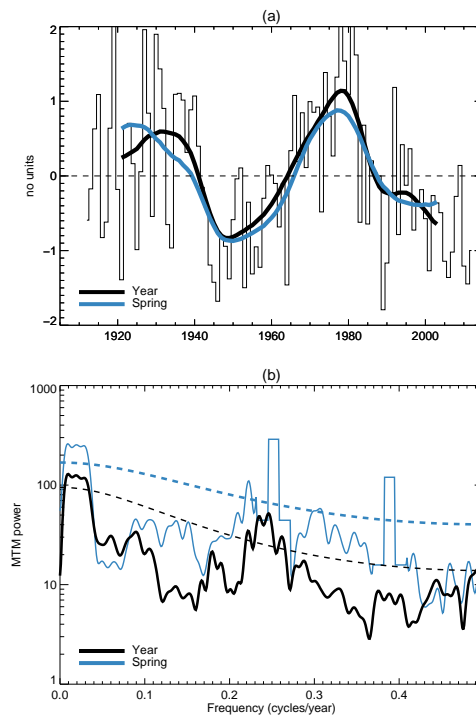 (a)
2
1
0
−1
−2
no units
Year
Spring
1920 1940 1960 1980 2000
(b)
1000
100
10
1
MTM power
Year
Spring
0.0 0.1 0.2 0.3 0.4
Frequency (cycles/year)